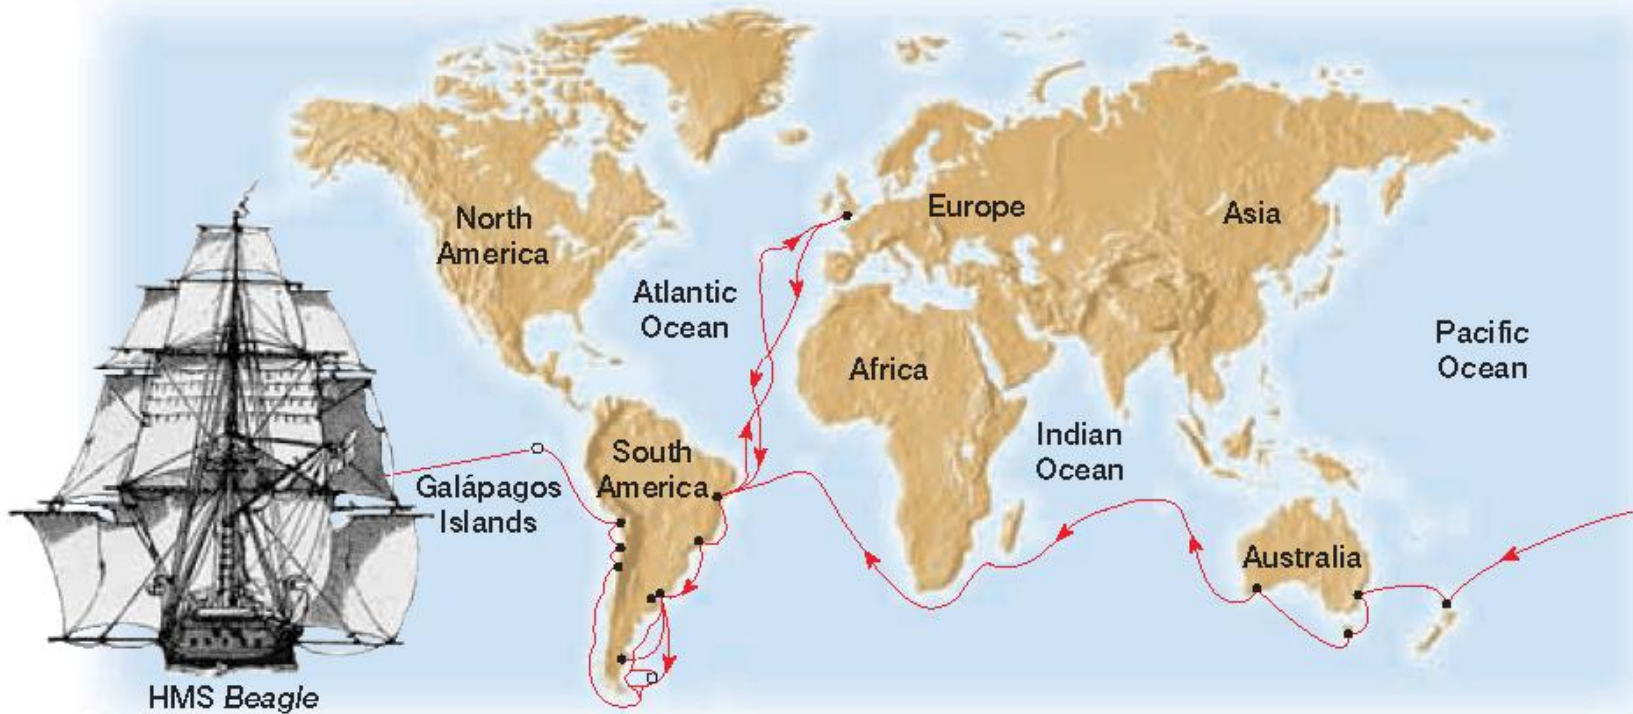 North
America
Atlantic
Ocean
Europe
Asia
Pacific
Ocean
Africa
Indian
Ocean
South
America
Galápagos
Islands
Australia
HMS Beagle